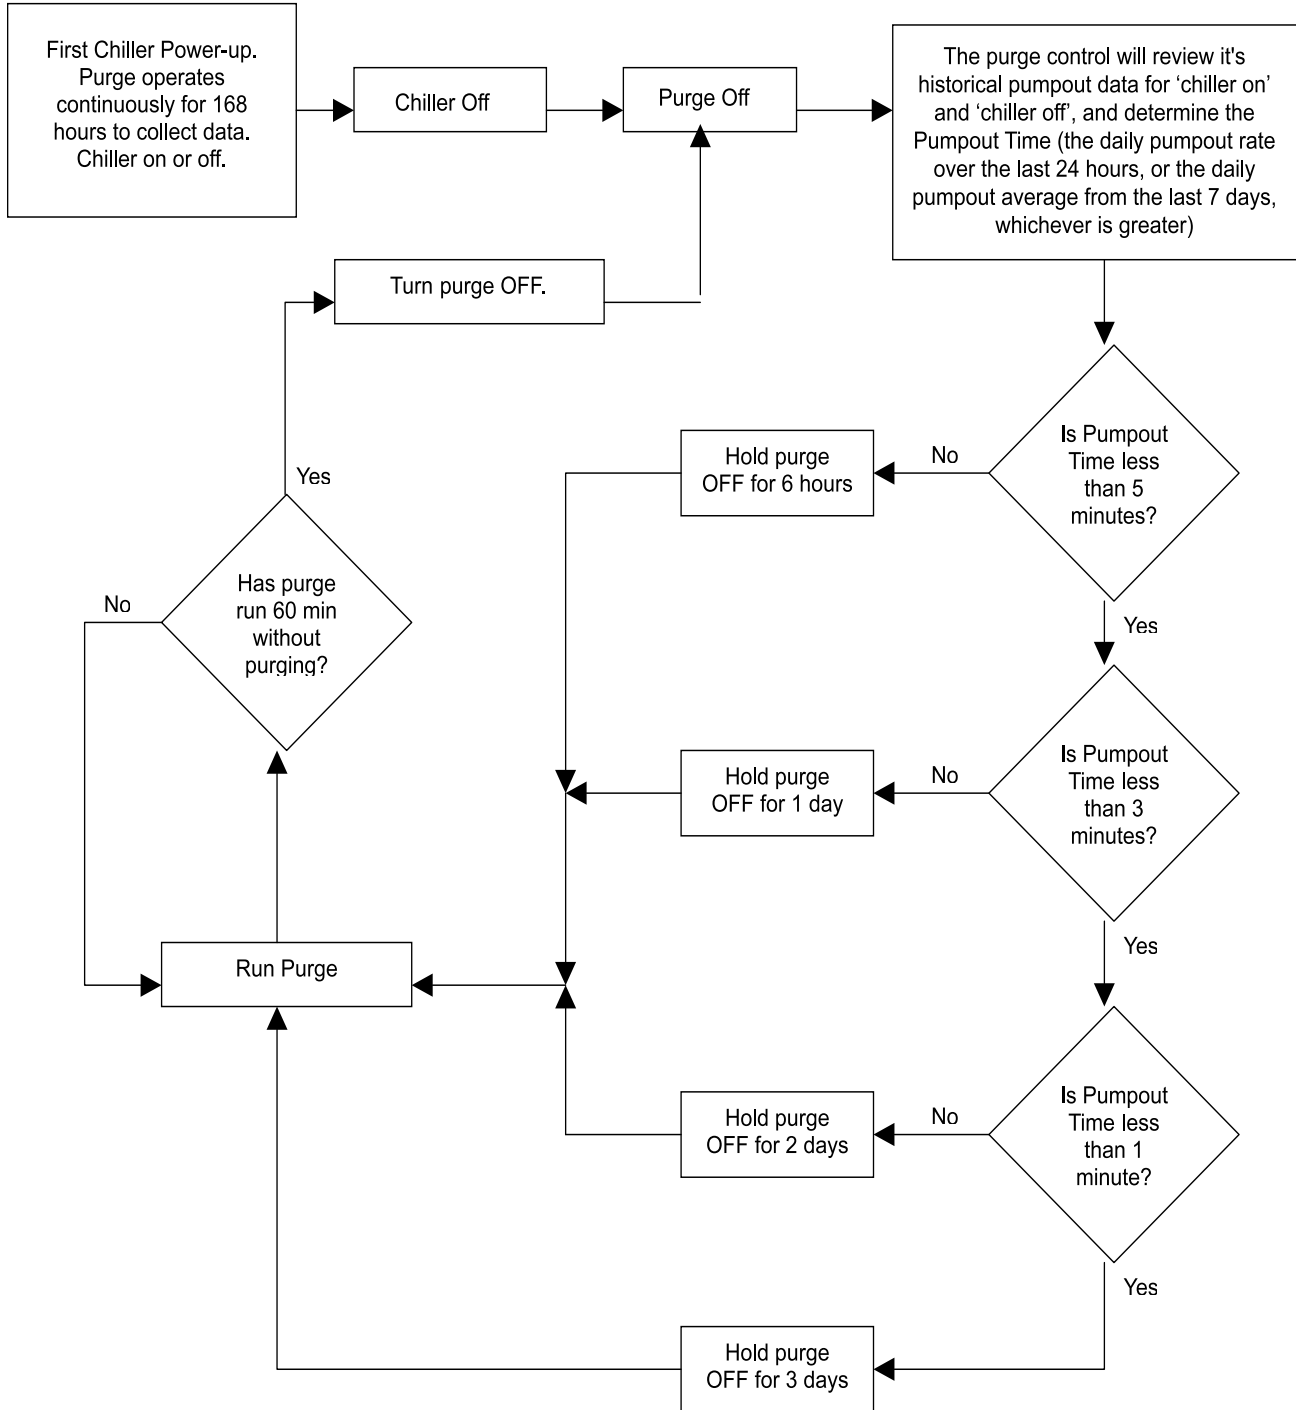 First Chiller Power-up.
Purge operates
continuously for 168
hours to collect data.
Chiller on or off.
Chiller Off
Purge Off
The purge control will review it's
historical pumpout data for ‘chiller on’
and ‘chiller off’, and determine the
Pumpout Time (the daily pumpout rate
over the last 24 hours, or the daily
pumpout average from the last 7 days,
whichever is greater)
Turn purge OFF.
Is Pumpout
Time less
than 5
minutes?
No
Hold purge
OFF for 6 hours
Yes
Yes
Has purge
run 60 min
without
purging?
No
Is Pumpout
Time less
than 3
minutes?
No
Hold purge
OFF for 1 day
Yes
Run Purge
Is Pumpout
Time less
than 1
minute?
No
Hold purge
OFF for 2 days
Yes
Hold purge
OFF for 3 days